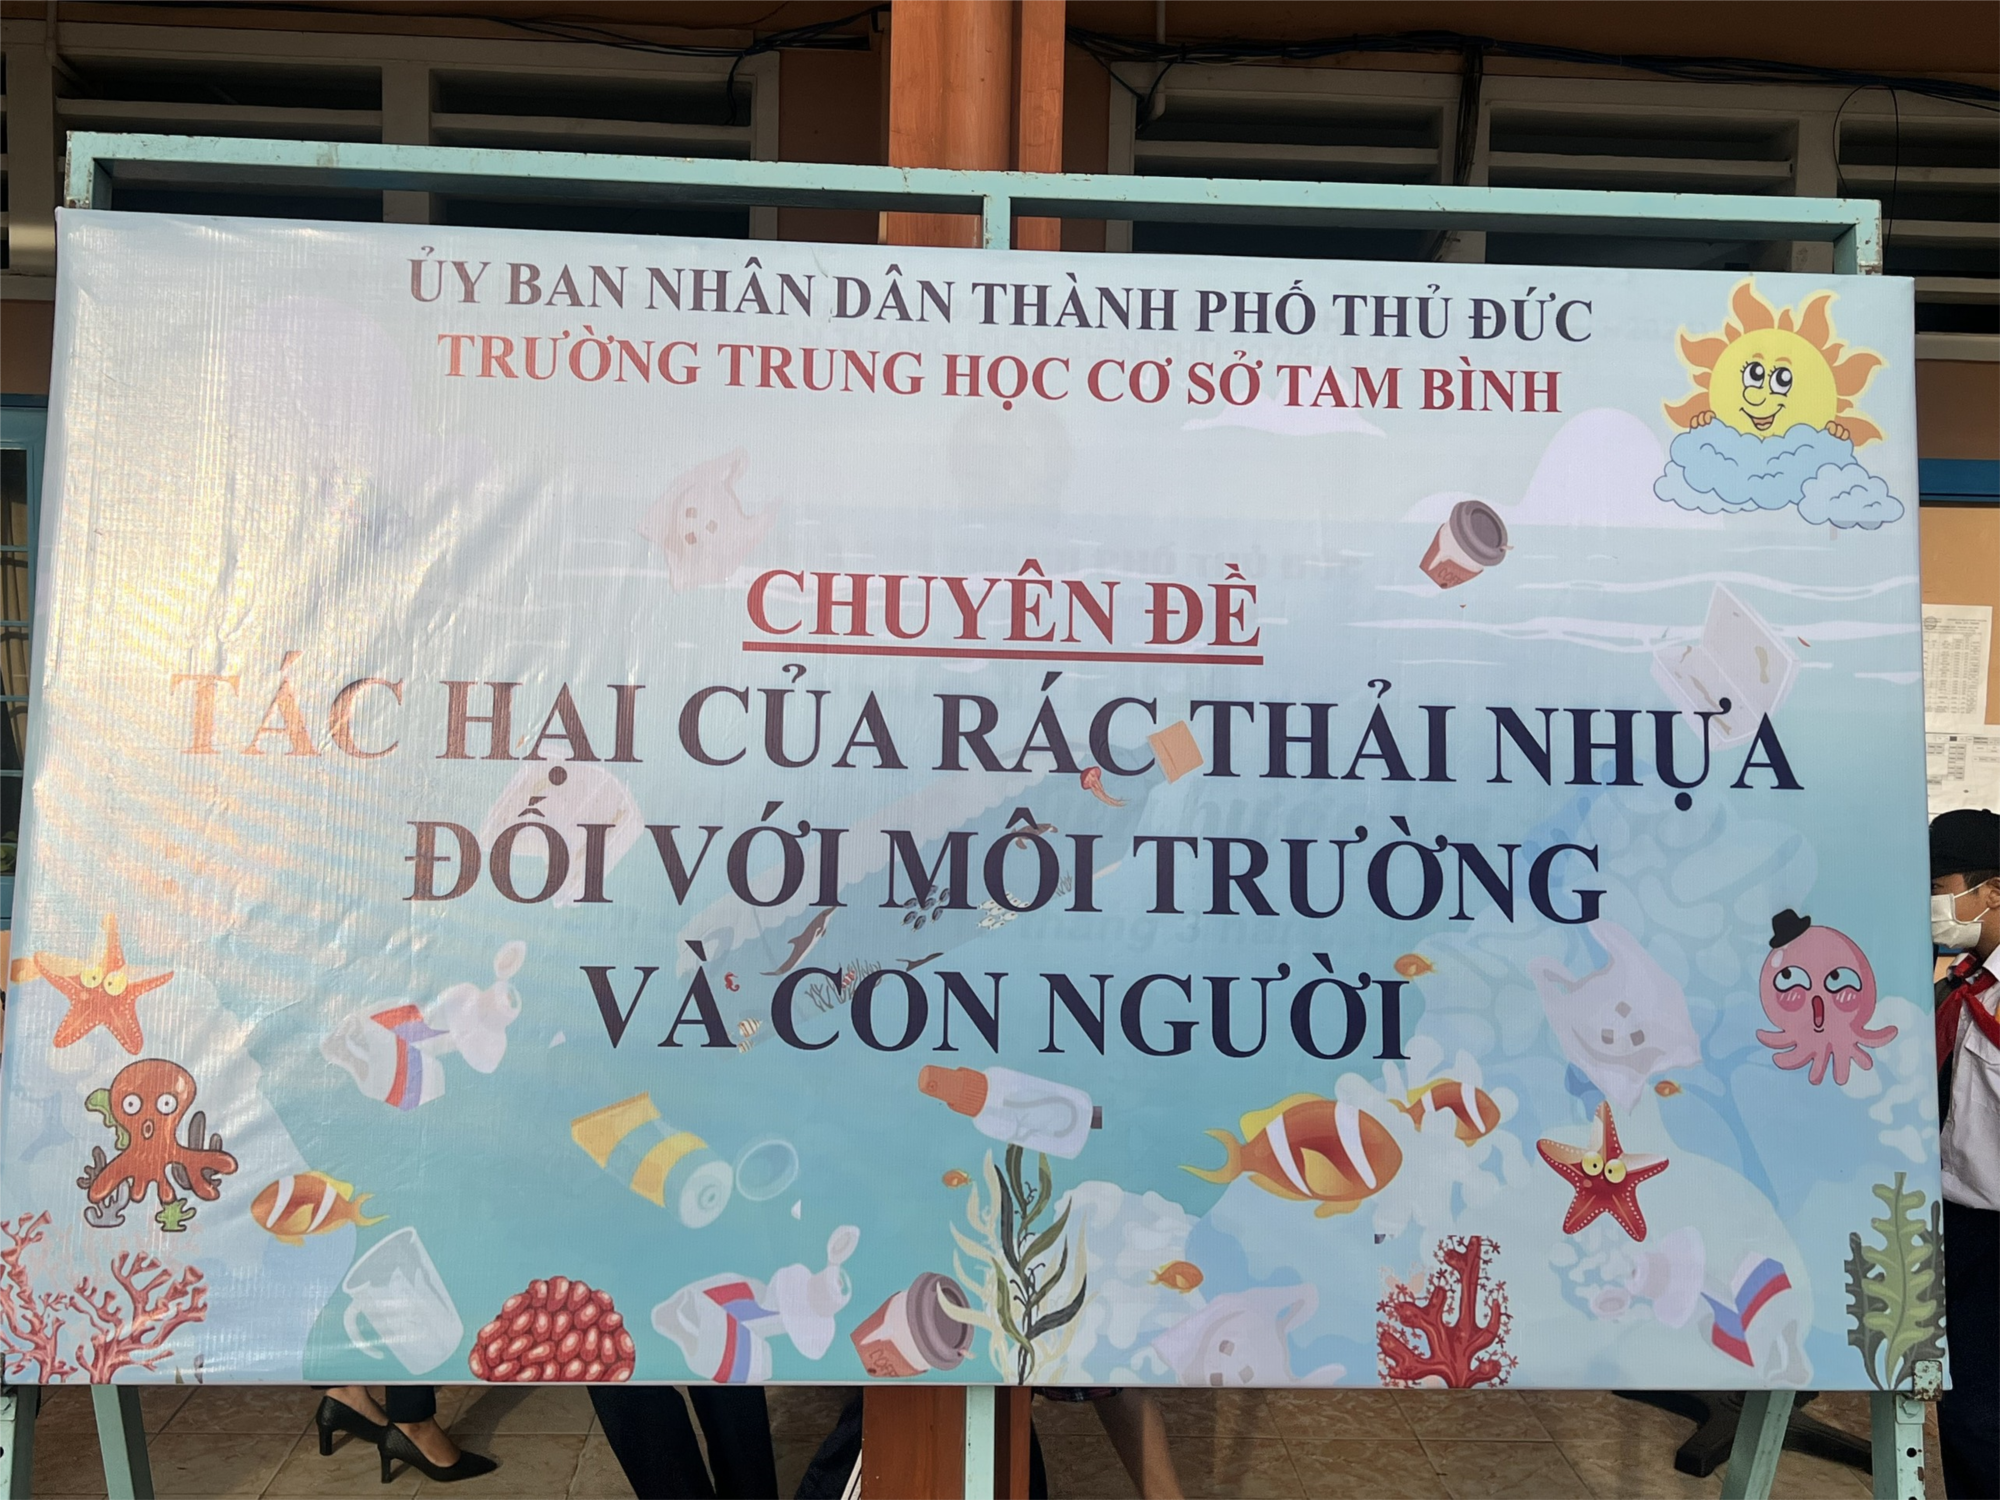 ỦY BAN NHÂN DÂN THÀNH PHỐ THỦ ĐỨC
TRƯỜNG TRUNG HỌC CƠ SỞ TAM BÌNH
CHUYÊN ĐỀ
TÁC HẠI CỦA RÁC THẢI NHỰA
ĐỐI VỚI MÔI TRƯỜNG
VÀ CON NGƯỜI